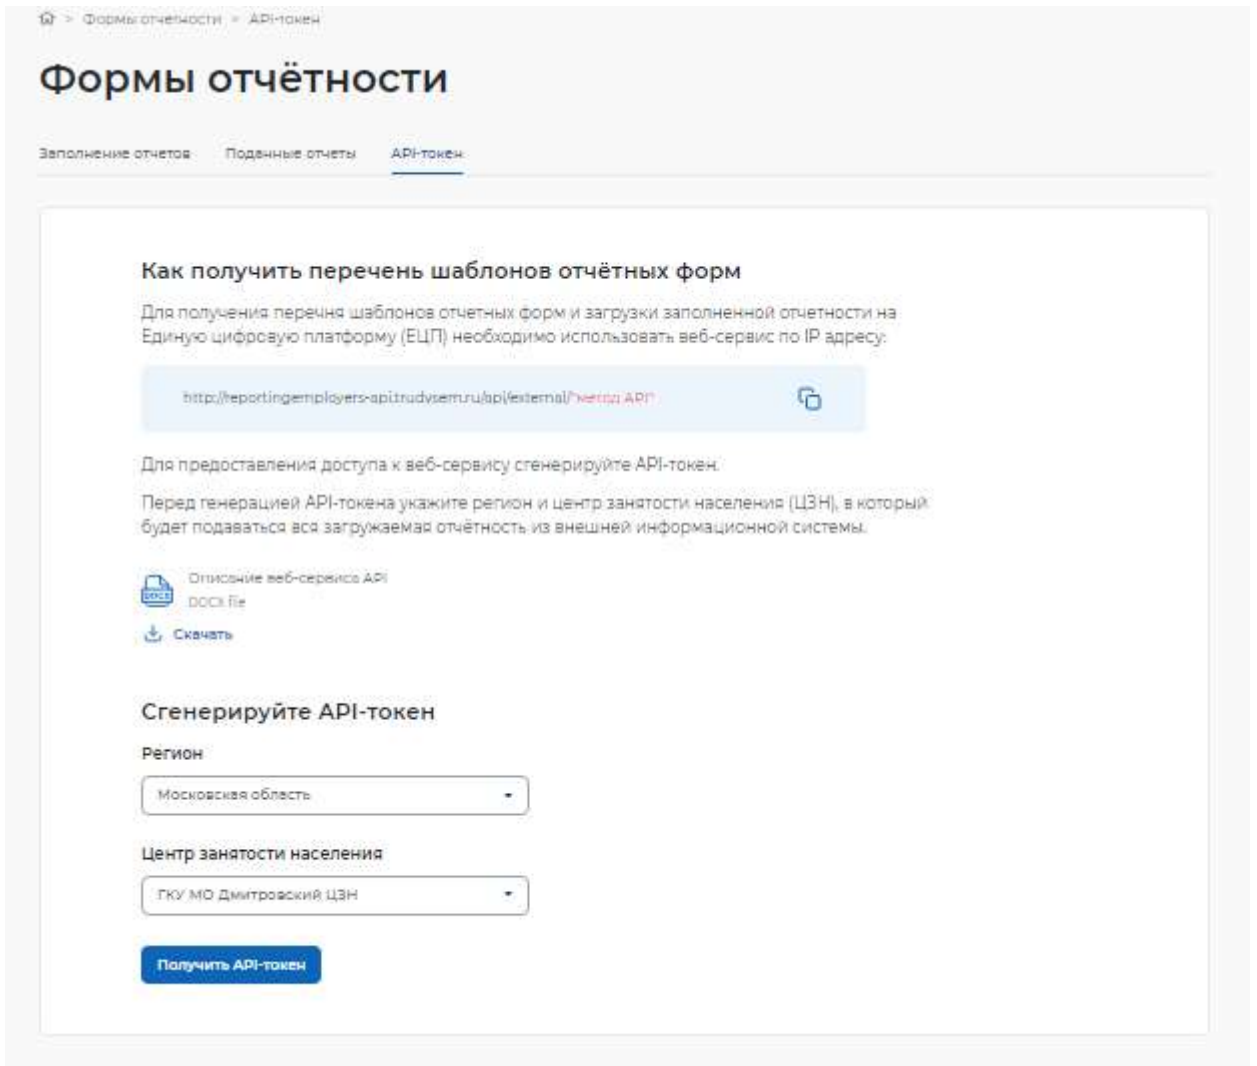 > Формы отчетности > API-токен
Формы отчётности
Заполнение отчетов Поданные отчеты API-токен
Как получить перечень шаблонов отчётных форм
Для получения перечня шаблонов отчетных форм и загрузки заполненной отчетности на
Единую цифровую платформу (ЕЦП) необходимо использовать веб-сервис по IP адресу:
http://reportingemployers-api.trudvsem.ru/api/external/"метод API"
Для предоставления доступа к веб-сервису сгенерируйте API-токен.
Перед генерацией API-токена укажите регион и центр занятости населения (ЦЗН), в который
будет подаваться вся загружаемая отчётность из внешней информационной системы.
Описание веб-сервиса API
DOCX
DOCX file
Скачать
Сгенерируйте API-токен
Регион
Московская область
Центр занятости населения
ГКУ МО Дмитровский ЦЗН
Получить API-токен